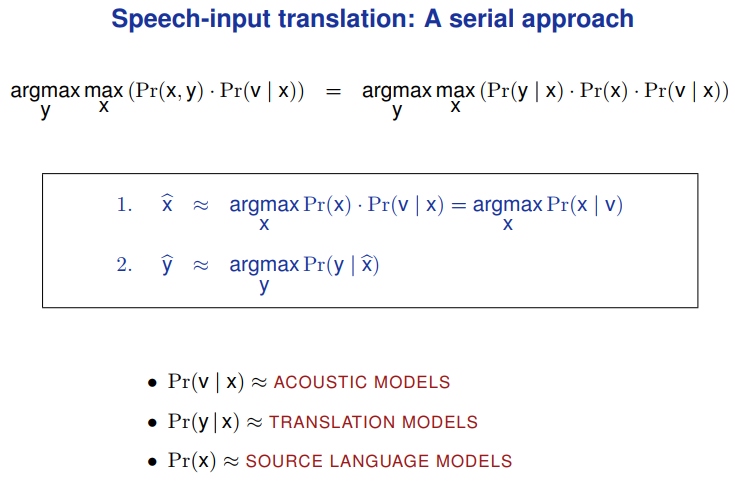 Speech-input translation: A serial approach
argmax max (Pr(x, y) · Pr(v | x)) = argmax max (Pr(y | x) · Pr(x) · Pr(v | x))
y x y x
1. x̂ ≈ argmax Pr(x) · Pr(v | x) = argmax Pr(x | v)
x x
2. ŷ ≈ argmax Pr(y | x̂)
y
• Pr(v | x) ≈ ACOUSTIC MODELS
• Pr(y | x) ≈ TRANSLATION MODELS
• Pr(x) ≈ SOURCE LANGUAGE MODELS